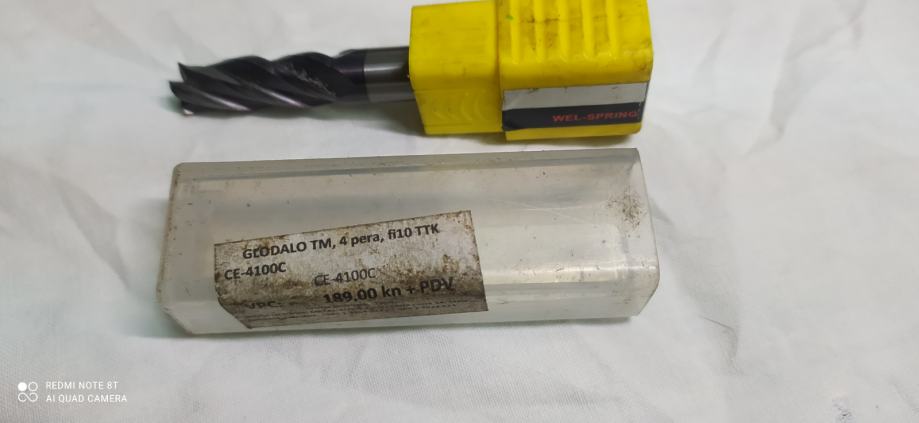 WEL-SPRING
GLODALO TM, 4 pera, fi10 TTK
CE-4100C
CE-4100C
189.00 kn + PDV
REDMI NOTE 8T
AI QUAD CAMERA